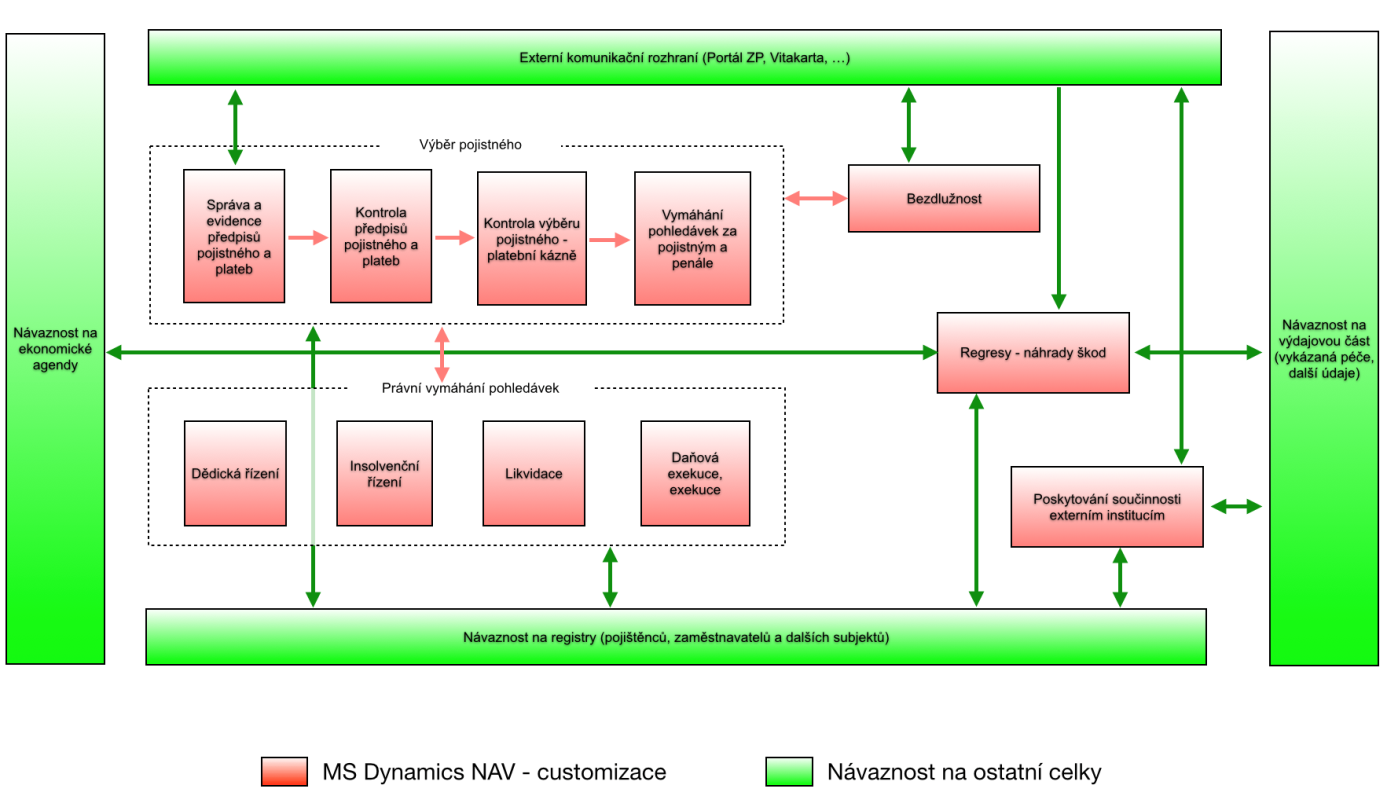 Externí komunikační rozhraní (Portál ZP, Vitakarta, …)
Výběr pojistného
Správa a
evidence
předpisů
pojistného a
plateb
Kontrola
předpisů
pojistného a
plateb
Kontrola výběru
pojistného -
platební kázně
Vymáhání
pohledávek za
pojistným a
penále
Bezdlužnost
Návaznost na
ekonomické
agendy
Regresy - náhrady škod
Návaznost na
výdajovou část
(vykázaná péče,
další údaje)
Právní vymáhání pohledávek
Dědická řízení
Insolvenční
řízení
Likvidace
Daňová
exekuce,
exekuce
Poskytování součinnosti
externím institucím
Návaznost na registry (pojištěnců, zaměstnavatelů a dalších subjektů)
MS Dynamics NAV - customizace
Návaznost na ostatní celky